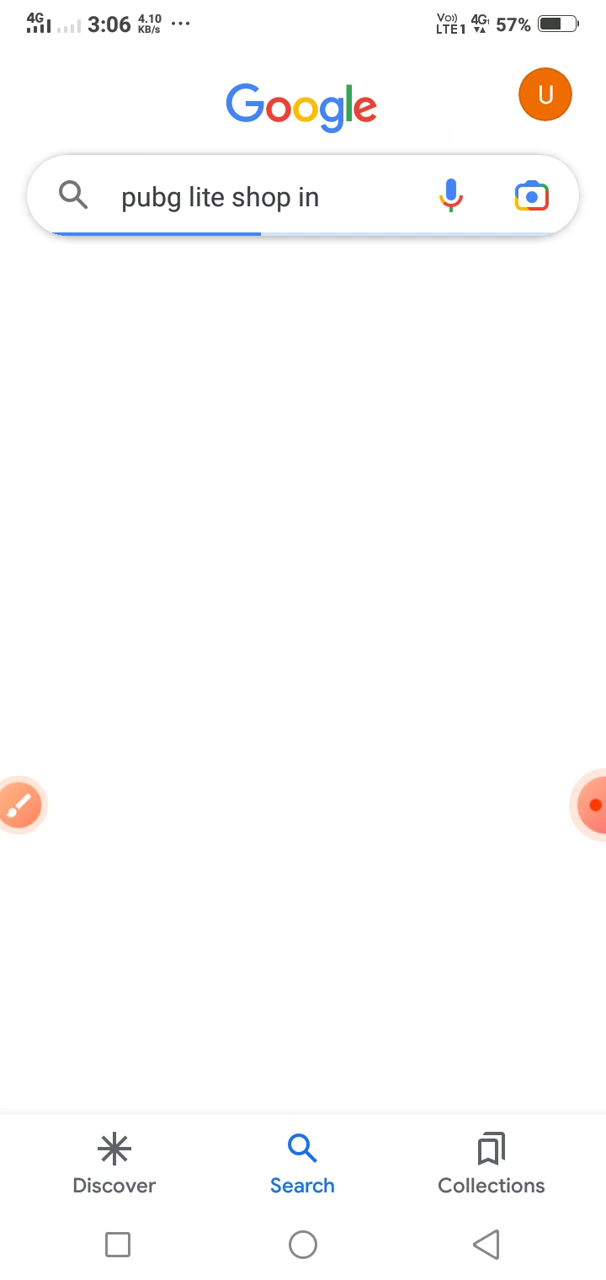 4G 3:06 4.10 KB/s ... Vo)) LTE1 4G 57%
Google
U
pubg lite shop in
Discover Search Collections